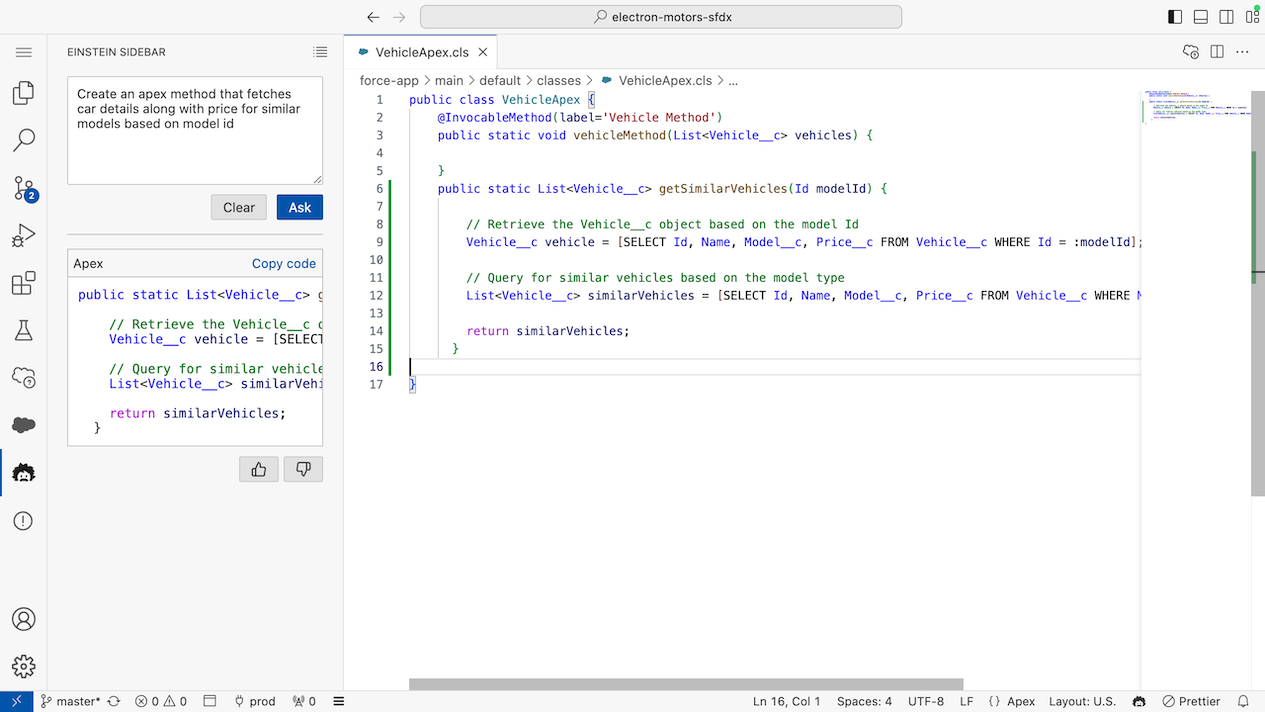 electron-motors-sfdx
EINSTEIN SIDEBAR
Create an apex method that fetches
car details along with price for similar
models based on model id
Clear
Ask
Apex
Copy code
public static List<Vehicle__c> g
// Retrieve the Vehicle__c o
Vehicle__c vehicle = [SELECT
// Query for similar vehicle
List<Vehicle__c> similarVehi
return similarVehicles;
}
2
VehicleApex.cls
force-app > main > default > classes > VehicleApex.cls > ...
1 public class VehicleApex {
2 @InvocableMethod(label='Vehicle Method')
3 public static void vehicleMethod(List<Vehicle__c> vehicles) {
4
5 }
6 public static List<Vehicle__c> getSimilarVehicles(Id modelId) {
7
8 // Retrieve the Vehicle__c object based on the model Id
9 Vehicle__c vehicle = [SELECT Id, Name, Model__c, Price__c FROM Vehicle__c WHERE Id = :modelId];
10
11 // Query for similar vehicles based on the model type
12 List<Vehicle__c> similarVehicles = [SELECT Id, Name, Model__c, Price__c FROM Vehicle__c WHERE M
13
14 return similarVehicles;
15 }
16
17 }
master* 0 0 prod 0 Ln 16, Col 1 Spaces: 4 UTF-8 LF {} Apex Layout: U.S. Prettier